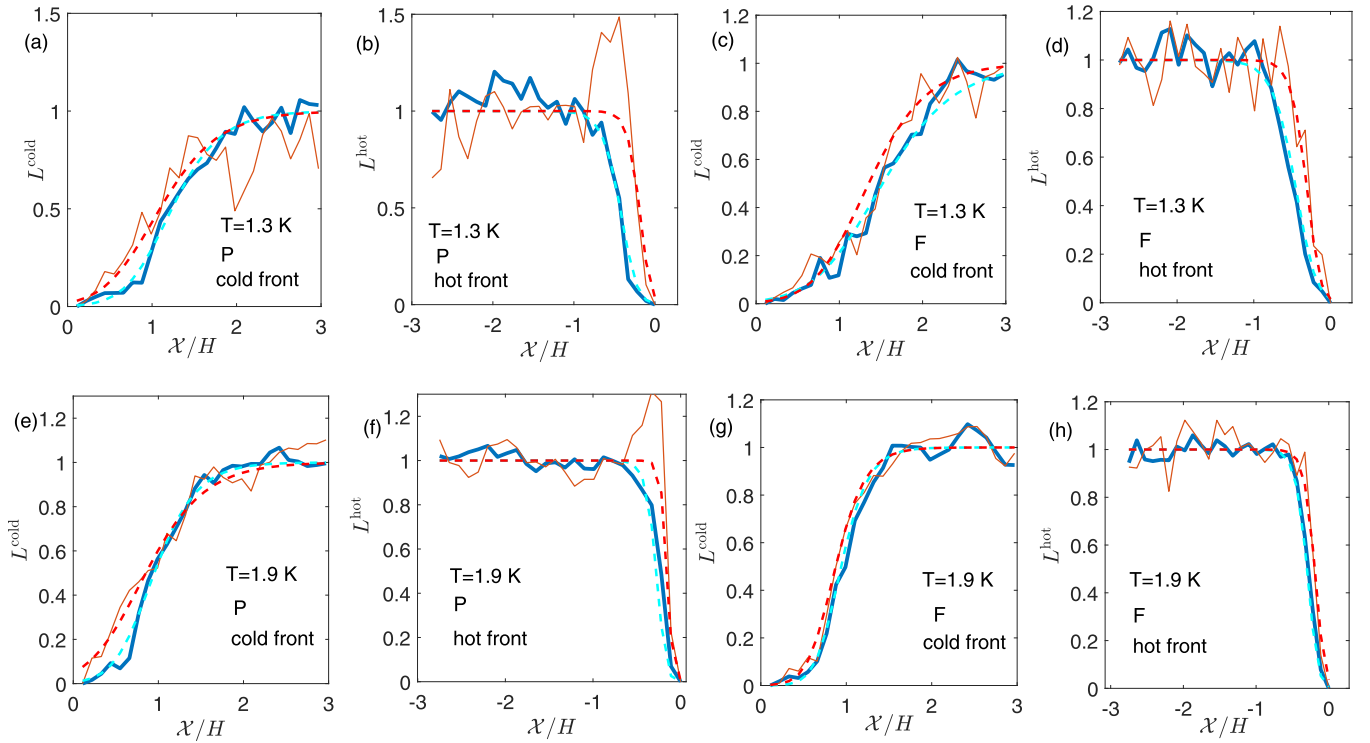 (a)
1.5
1
0.5
0
0 1 2 3
L^cold
𝒳/H
T=1.3 K
P
cold front
(b)
1.5
1
0.5
0
-3 -2 -1 0
L^hot
𝒳/H
T=1.3 K
P
hot front
(c)
1.2
1
0.8
0.6
0.4
0.2
0
0 1 2 3
L^cold
𝒳/H
T=1.3 K
F
cold front
(d)
1.2
1
0.8
0.6
0.4
0.2
0
-3 -2 -1 0
L^hot
𝒳/H
T=1.3 K
F
hot front
(e)
1.2
1
0.8
0.6
0.4
0.2
0
0 1 2 3
L^cold
𝒳/H
T=1.9 K
P
cold front
(f)
1.2
1
0.8
0.6
0.4
0.2
0
-3 -2 -1 0
L^hot
𝒳/H
T=1.9 K
P
hot front
(g)
1.2
1
0.8
0.6
0.4
0.2
0
0 1 2 3
L^cold
𝒳/H
T=1.9 K
F
cold front
(h)
1.2
1
0.8
0.6
0.4
0.2
0
-3 -2 -1 0
L^hot
𝒳/H
T=1.9 K
F
hot front